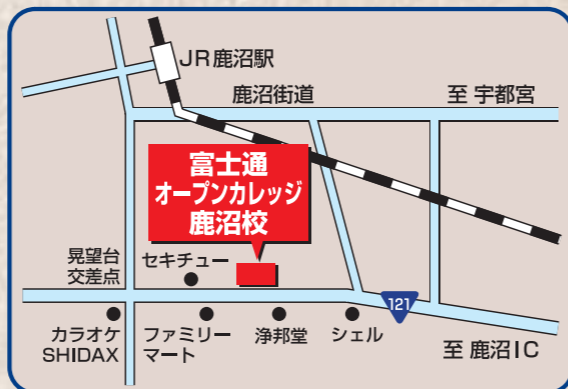 JR鹿沼駅
鹿沼街道
至 宇都宮
富士通
オープンカレッジ
鹿沼校
晃望台
交差点
セキチュー
121
カラオケ
SHIDAX
ファミリー
マート
浄邦堂
シェル
至 鹿沼IC